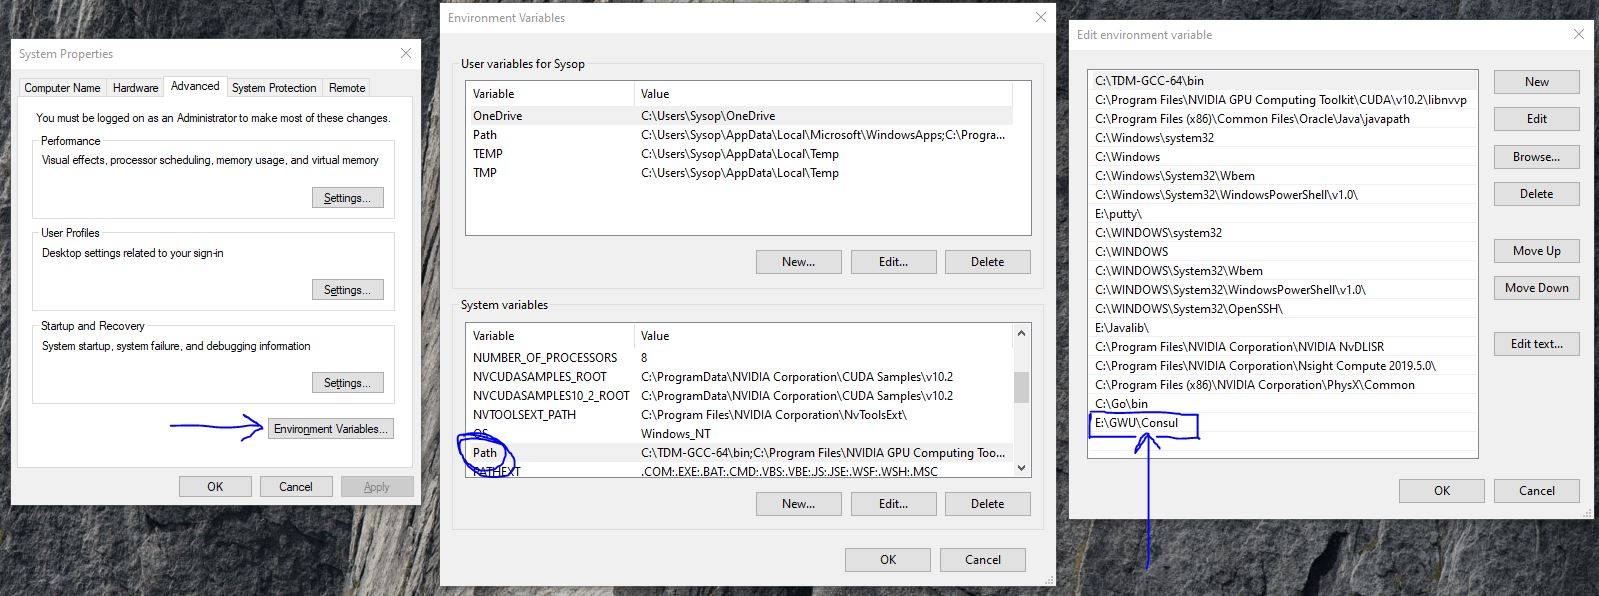 System Properties
Computer Name Hardware Advanced System Protection Remote
You must be logged on as an Administrator to make most of these changes.
Performance
Visual effects, processor scheduling, memory usage, and virtual memory
Settings...
User Profiles
Desktop settings related to your sign-in
Settings...
Startup and Recovery
System startup, system failure, and debugging information
Settings...
Environment Variables...
OK Cancel Apply
Environment Variables
User variables for Sysop
Variable Value
OneDrive C:\Users\Sysop\OneDrive
Path C:\Users\Sysop\AppData\Local\Microsoft\WindowsApps;C:\Progra...
TEMP C:\Users\Sysop\AppData\Local\Temp
TMP C:\Users\Sysop\AppData\Local\Temp
New... Edit... Delete
System variables
Variable Value
NUMBER_OF_PROCESSORS 8
NVCUDASAMPLES_ROOT C:\ProgramData\NVIDIA Corporation\CUDA Samples\v10.2
NVCUDASAMPLES10_2_ROOT C:\ProgramData\NVIDIA Corporation\CUDA Samples\v10.2
NVTOOLSEXT_PATH C:\Program Files\NVIDIA Corporation\NvToolsExt\
OS Windows_NT
Path C:\TDM-GCC-64\bin;C:\Program Files\NVIDIA GPU Computing Too...
PATHEXT .COM;.EXE;.BAT;.CMD;.VBS;.VBE;.JS;.JSE;.WSF;.WSH;.MSC
New... Edit... Delete
OK Cancel
Edit environment variable
C:\TDM-GCC-64\bin
C:\Program Files\NVIDIA GPU Computing Toolkit\CUDA\v10.2\libnvvp
C:\Program Files (x86)\Common Files\Oracle\Java\javapath
C:\Windows\system32
C:\Windows
C:\Windows\System32\Wbem
C:\Windows\System32\WindowsPowerShell\v1.0\
E:\putty\
C:\WINDOWS\system32
C:\WINDOWS
C:\WINDOWS\System32\Wbem
C:\WINDOWS\System32\WindowsPowerShell\v1.0\
C:\WINDOWS\System32\OpenSSH\
E:\Javalib\
C:\Program Files\NVIDIA Corporation\NVIDIA NvDLISR
C:\Program Files\NVIDIA Corporation\Nsight Compute 2019.5.0\
C:\Program Files (x86)\NVIDIA Corporation\PhysX\Common
C:\Go\bin
E:\GWU\Consul
New
Edit
Browse...
Delete
Move Up
Move Down
Edit text...
OK Cancel